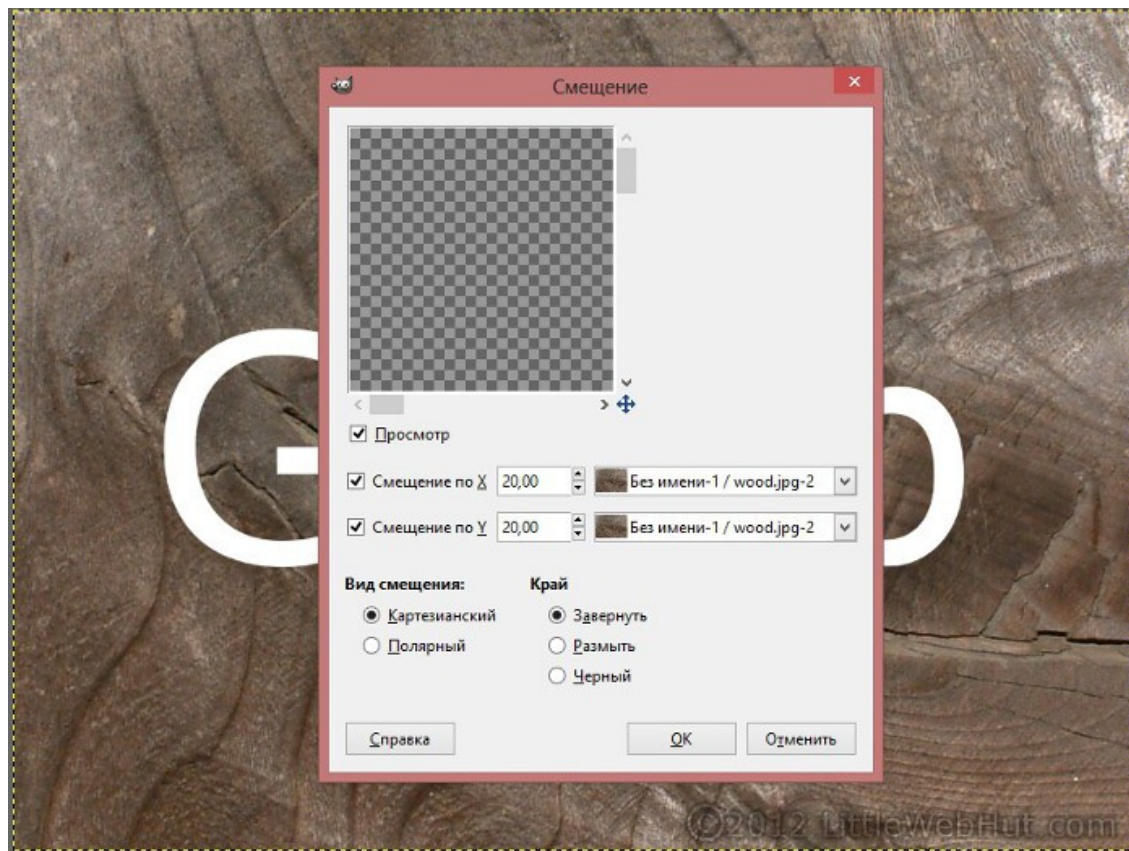 Смещение
Просмотр
Смещение по X 20,00 Без имени-1 / wood.jpg-2
Смещение по Y 20,00 Без имени-1 / wood.jpg-2
Вид смещения: Край
Картезианский Завернуть
Полярный Размыть
Черный
Справка OK Отменить
©2012 LittleWebHut.com